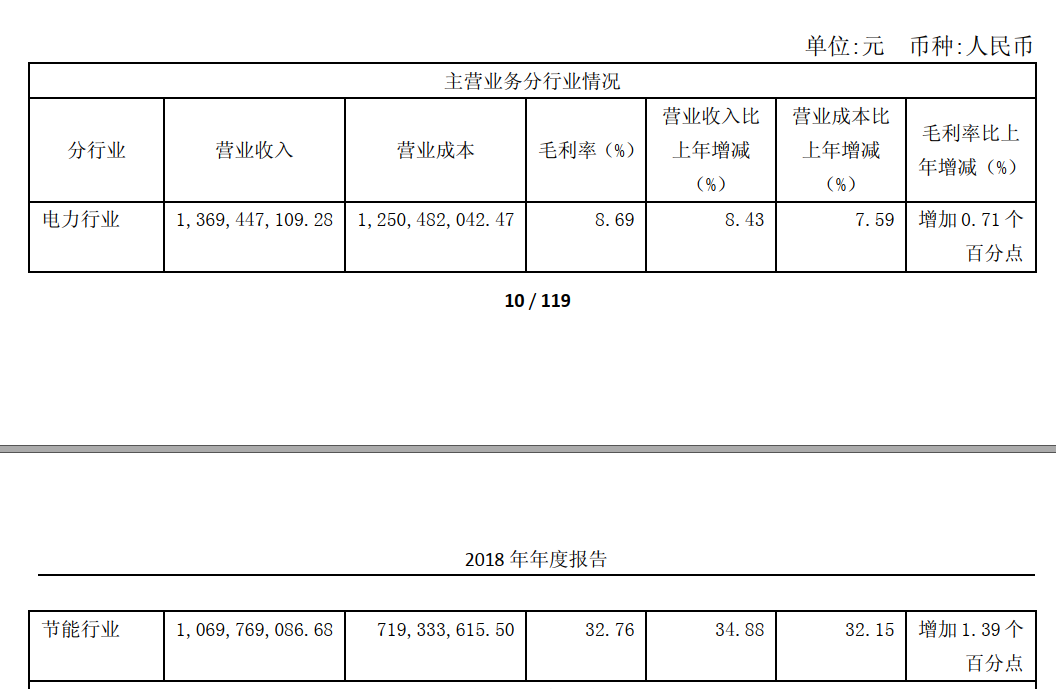 单位:元 币种:人民币
主营业务分行业情况
分行业 营业收入 营业成本 毛利率（%） 营业收入比上年增减（%） 营业成本比上年增减（%） 毛利率比上年增减（%）
电力行业 1,369,447,109.28 1,250,482,042.47 8.69 8.43 7.59 增加0.71个百分点
10 / 119
2018 年年度报告
节能行业 1,069,769,086.68 719,333,615.50 32.76 34.88 32.15 增加1.39个百分点